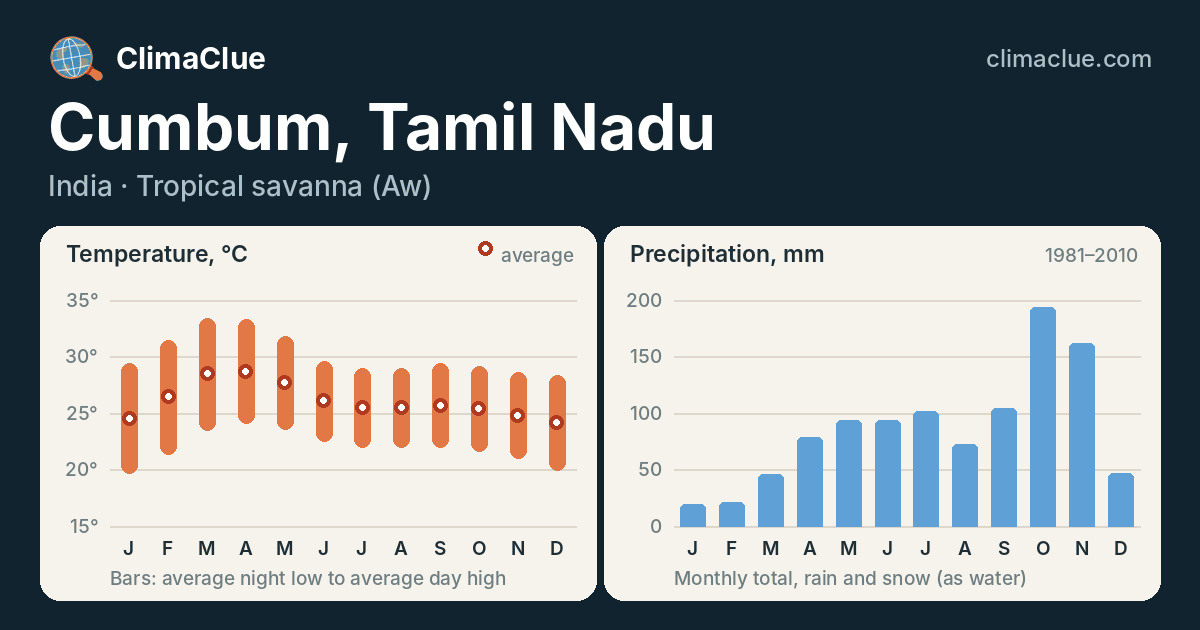 ClimaClue
climaclue.com
Cumbum, Tamil Nadu
India · Tropical savanna (Aw)
Temperature, °C
average
35°
30°
25°
20°
15°
J F M A M J J A S O N D
Bars: average night low to average day high
Precipitation, mm
1981–2010
200
150
100
50
0
J F M A M J J A S O N D
Monthly total, rain and snow (as water)